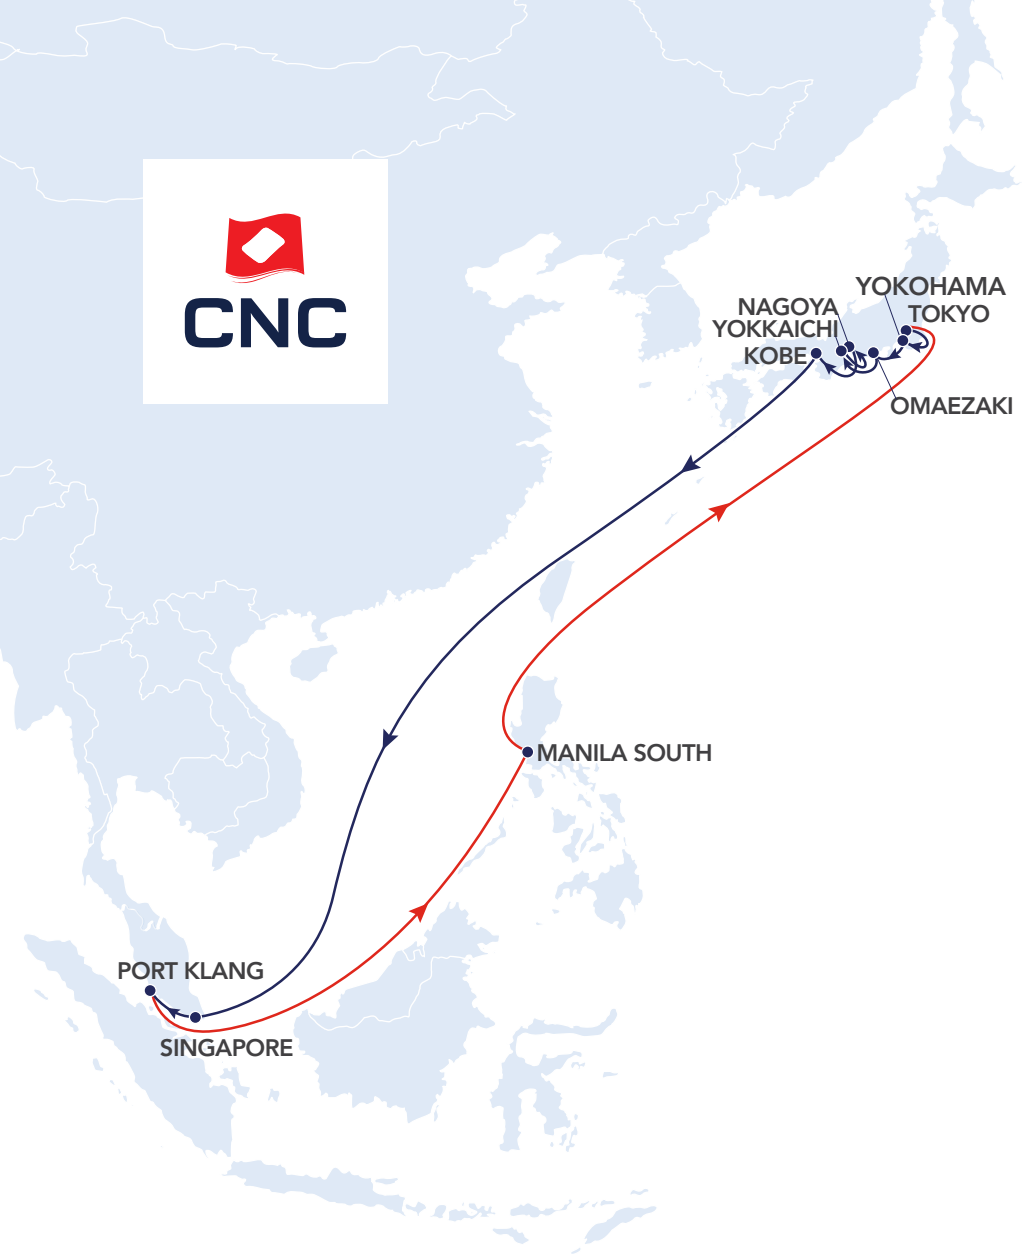 CNC
YOKOHAMA
NAGOYA
TOKYO
YOKKAICHI
KOBE
OMAEZAKI
MANILA SOUTH
PORT KLANG
SINGAPORE